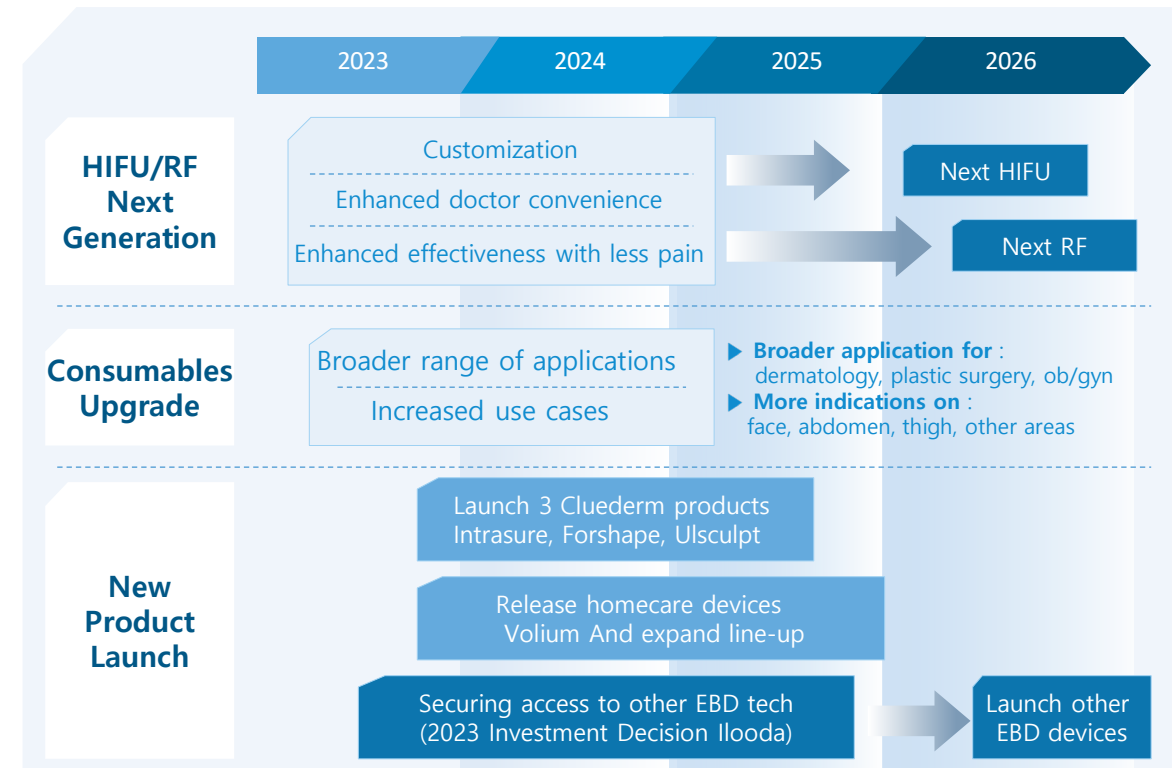 2023
2024
2025
2026
HIFU/RF
Next
Generation
Customization
Enhanced doctor convenience
Enhanced effectiveness with less pain
Next HIFU
Next RF
Consumables
Upgrade
Broader range of applications
Increased use cases
Broader application for :
dermatology, plastic surgery, ob/gyn
More indications on :
face, abdomen, thigh, other areas
New
Product
Launch
Launch 3 Cluederm products
Intrasure, Forshape, Ulsculpt
Release homecare devices
Volium And expand line-up
Securing access to other EBD tech
(2023 Investment Decision Ilooda)
Launch other
EBD devices